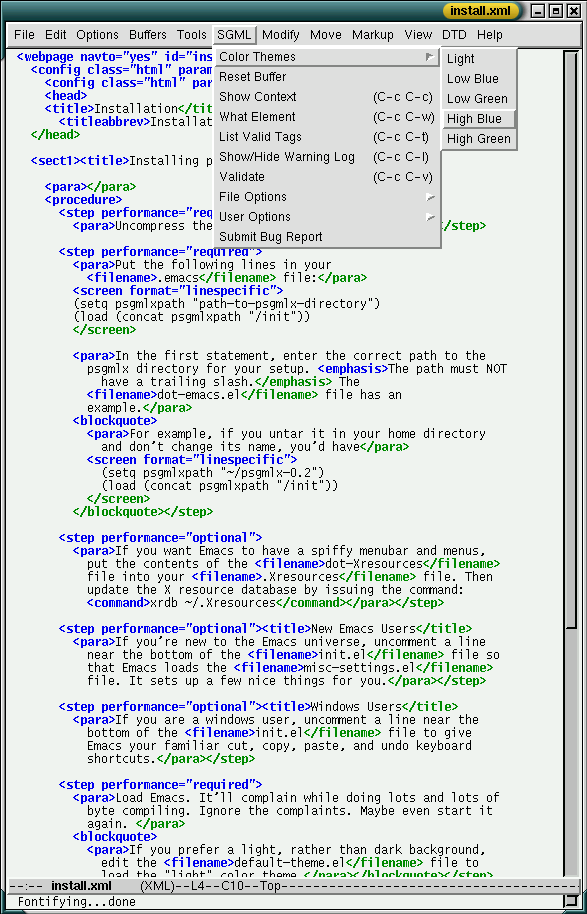 install.xml
File Edit Options Buffers Tools SGML Modify Move Markup View DTD Help
<webpage navto="yes" id="ins
<config class="html" param
<config class="html" par
<head>
<title>Installation</tit
<titleabbrev>Installat
</head>
<sect1><title>Installing p
<para></para>
<procedure>
<step performance="req
<para>Uncompress the
</step>
Color Themes
Reset Buffer
Show Context (C-c C-c)
What Element (C-c C-w)
List Valid Tags (C-c C-t)
Show/Hide Warning Log (C-c C-l)
Validate (C-c C-v)
File Options
User Options
Submit Bug Report
Light
Low Blue
Low Green
High Blue
High Green
<step performance="required">
<para>Put the following lines in your
<filename>.emacs</filename> file:</para>
<screen format="linespecific">
(setq psgmlxpath "path-to-psgmlx-directory")
(load (concat psgmlxpath "/init"))
</screen>
<para>In the first statement, enter the correct path to the
psgmlx directory for your setup. <emphasis>The path must NOT
have a trailing slash.</emphasis> The
<filename>dot-emacs.el</filename> file has an
example.</para>
<blockquote>
<para>For example, if you untar it in your home directory
and don't change its name, you'd have</para>
<screen format="linespecific">
(setq psgmlxpath "~/psgmlx-0.2")
(load (concat psgmlxpath "/init"))
</screen>
</blockquote></step>
<step performance="optional">
<para>If you want Emacs to have a spiffy menubar and menus,
put the contents of the <filename>dot-Xresources</filename>
file into your <filename>.Xresources</filename> file. Then
update the X resource database by issuing the command:
<command>xrdb ~/.Xresources</command></para></step>
<step performance="optional"><title>New Emacs Users</title>
<para>If you're new to the Emacs universe, uncomment a line
near the bottom of the <filename>init.el</filename> file so
that Emacs loads the <filename>misc-settings.el</filename>
file. It sets up a few nice things for you.</para></step>
<step performance="optional"><title>Windows Users</title>
<para>If you are a windows user, uncomment a line near the
bottom of the <filename>init.el</filename> file to give
Emacs your familiar cut, copy, paste, and undo keyboard
shortcuts.</para></step>
<step performance="required">
<para>Load Emacs. It'll complain while doing lots and lots of
byte compiling. Ignore the complaints. Maybe even start it
again. </para>
<blockquote>
<para>If you prefer a light, rather than dark background,
edit the <filename>default-theme.el</filename> file to
load the "light" color theme.</para></blockquote></step>
--:-- install.xml (XML)--L4--C10--Top--------------------------------
Fontifying...done